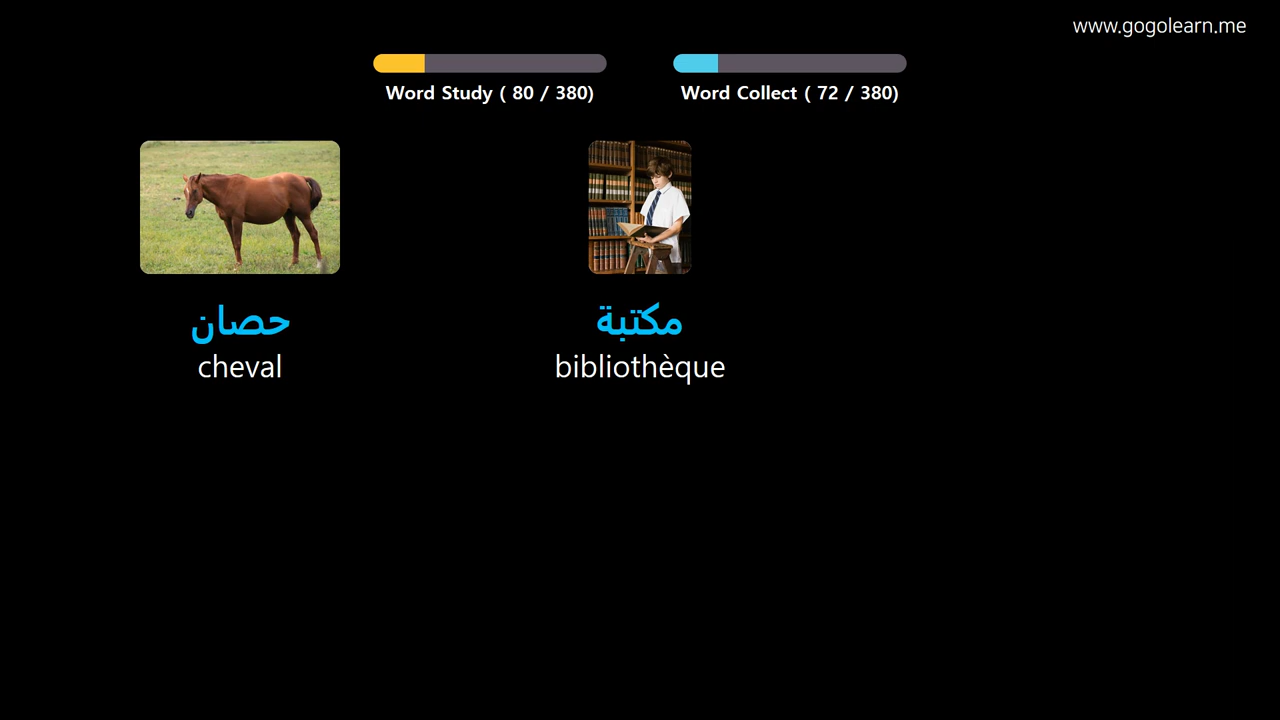 www.gogolearn.me
Word Study ( 80 / 380)
Word Collect ( 72 / 380)
حصان
cheval
مكتبة
bibliothèque